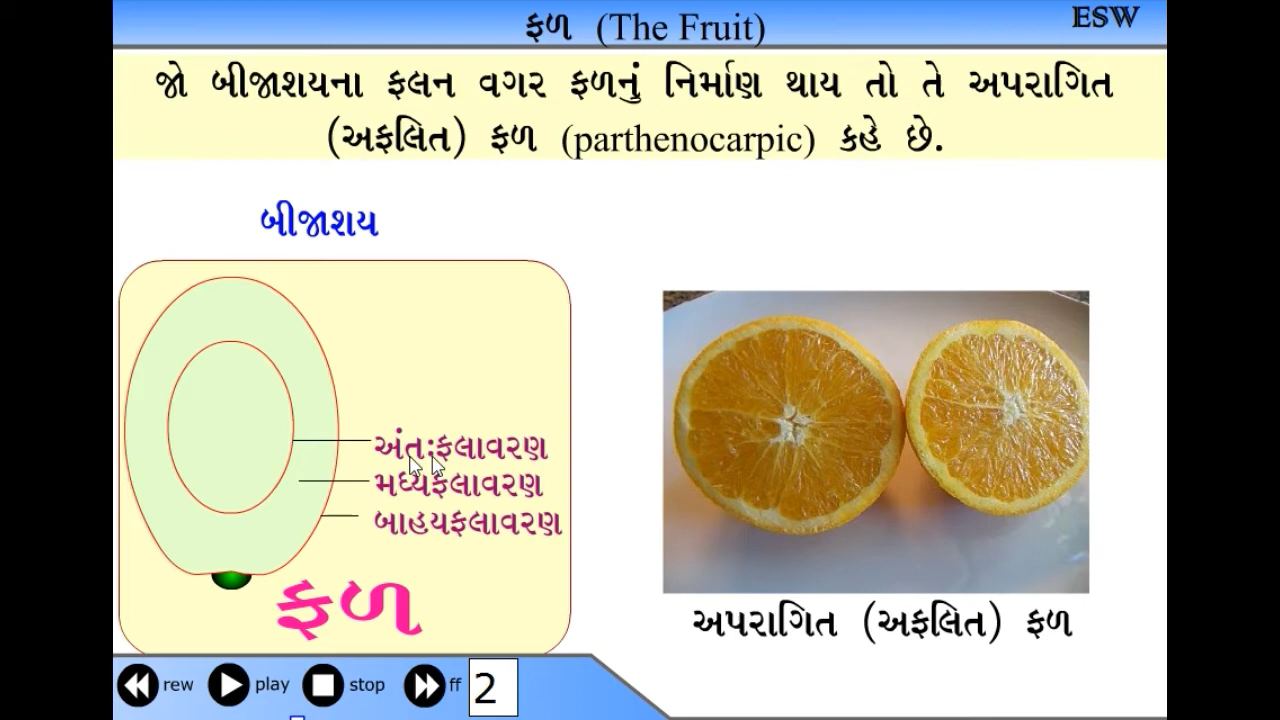 ફળ (The Fruit)
ESW
જો બીજાશયના ફલન વગર ફળનું નિર્માણ થાય તો તે અપરાગિત
(અફલિત) ફળ (parthenocarpic) કહે છે.
બીજાશય
અંત:ફલાવરણ
મધ્યફલાવરણ
બાહયફલાવરણ
ફળ
અપરાગિત (અફલિત) ફળ
rew play stop ff 2